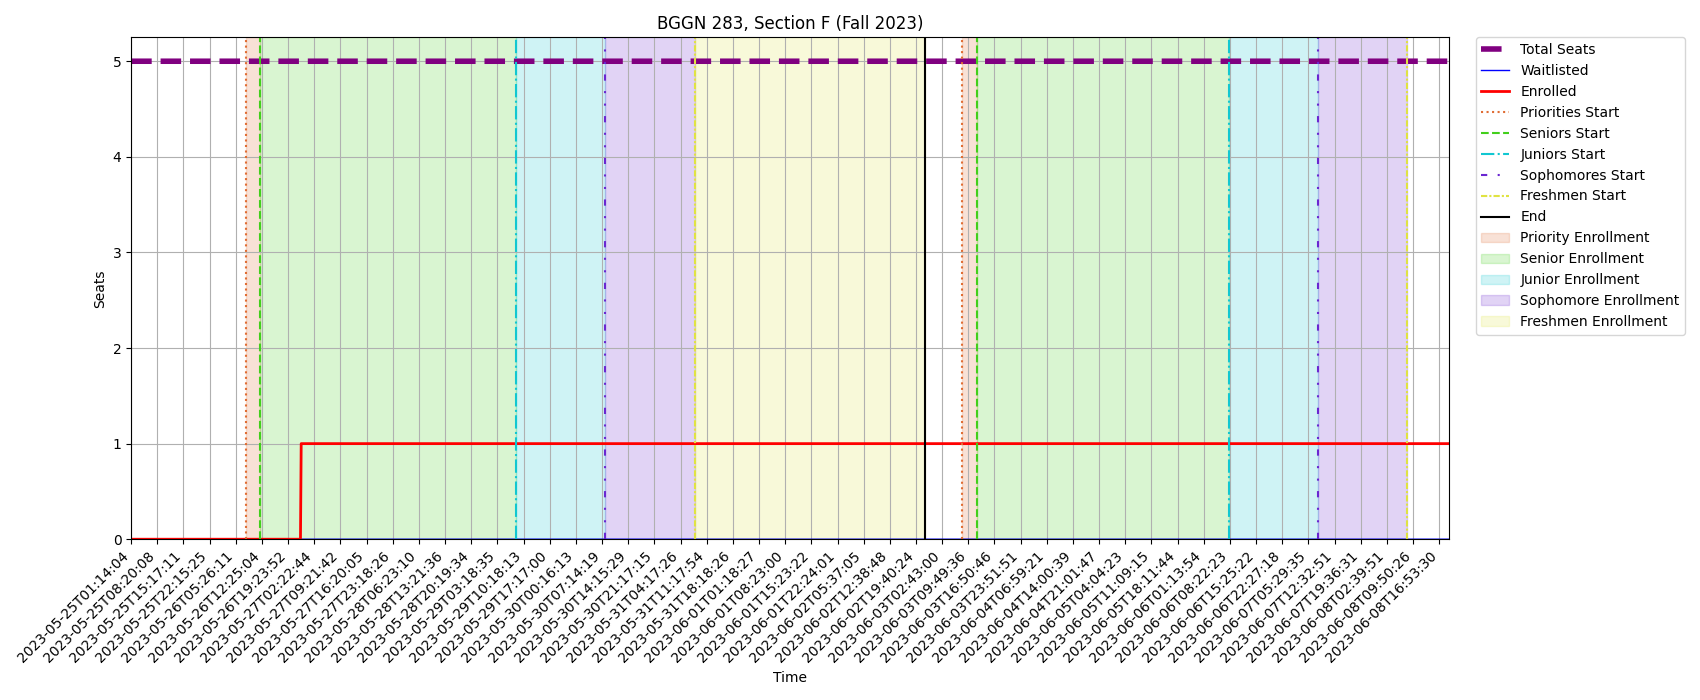 BGGN 283, Section F (Fall 2023)
Seats
5
4
3
2
1
0
2023-05-25T01:14:04
2023-05-25T08:20:08
2023-05-25T15:17:11
2023-05-25T22:15:25
2023-05-26T05:26:11
2023-05-26T12:25:04
2023-05-26T19:23:52
2023-05-27T02:22:44
2023-05-27T09:21:42
2023-05-27T16:20:05
2023-05-27T23:18:26
2023-05-28T06:23:10
2023-05-28T13:21:36
2023-05-28T20:19:34
2023-05-29T03:18:35
2023-05-29T10:18:13
2023-05-29T17:17:00
2023-05-30T00:16:13
2023-05-30T07:14:19
2023-05-30T14:15:29
2023-05-30T21:17:15
2023-05-31T04:17:26
2023-05-31T11:17:54
2023-05-31T18:18:26
2023-06-01T01:18:27
2023-06-01T08:23:00
2023-06-01T15:23:22
2023-06-01T22:24:01
2023-06-02T05:37:05
2023-06-02T12:38:48
2023-06-02T19:40:24
2023-06-03T02:43:00
2023-06-03T09:49:36
2023-06-03T16:50:46
2023-06-03T23:51:51
2023-06-04T06:59:21
2023-06-04T14:00:39
2023-06-04T21:01:47
2023-06-05T04:04:23
2023-06-05T11:09:15
2023-06-05T18:11:44
2023-06-06T01:13:54
2023-06-06T08:22:23
2023-06-06T15:25:22
2023-06-06T22:27:18
2023-06-07T05:29:35
2023-06-07T12:32:51
2023-06-07T19:36:31
2023-06-08T02:39:51
2023-06-08T09:50:26
2023-06-08T16:53:30
Time
Total Seats
Waitlisted
Enrolled
Priorities Start
Seniors Start
Juniors Start
Sophomores Start
Freshmen Start
End
Priority Enrollment
Senior Enrollment
Junior Enrollment
Sophomore Enrollment
Freshmen Enrollment